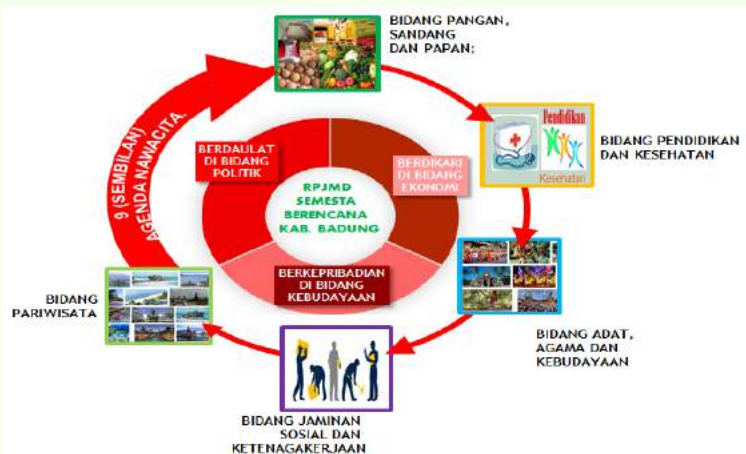 BIDANG PANGAN,
SANDANG
DAN PAPAN;
9 (SEMBILAN)
AGENDA NAWACITA.
BERDAULAT
DI BIDANG
POLITIK
BERDIKARI
DI BIDANG
EKONOMI
RPJMD
SEMESTA
BERENCANA
KAB. BADUNG
BERKEPRIBADIAN
DI BIDANG
KEBUDAYAAN
Pendidikan
Kesehatan
BIDANG PENDIDIKAN
DAN KESEHATAN
BIDANG ADAT,
AGAMA DAN
KEBUDAYAAN
BIDANG JAMINAN
SOSIAL DAN
KETENAGAKERJAAN
BIDANG
PARIWISATA